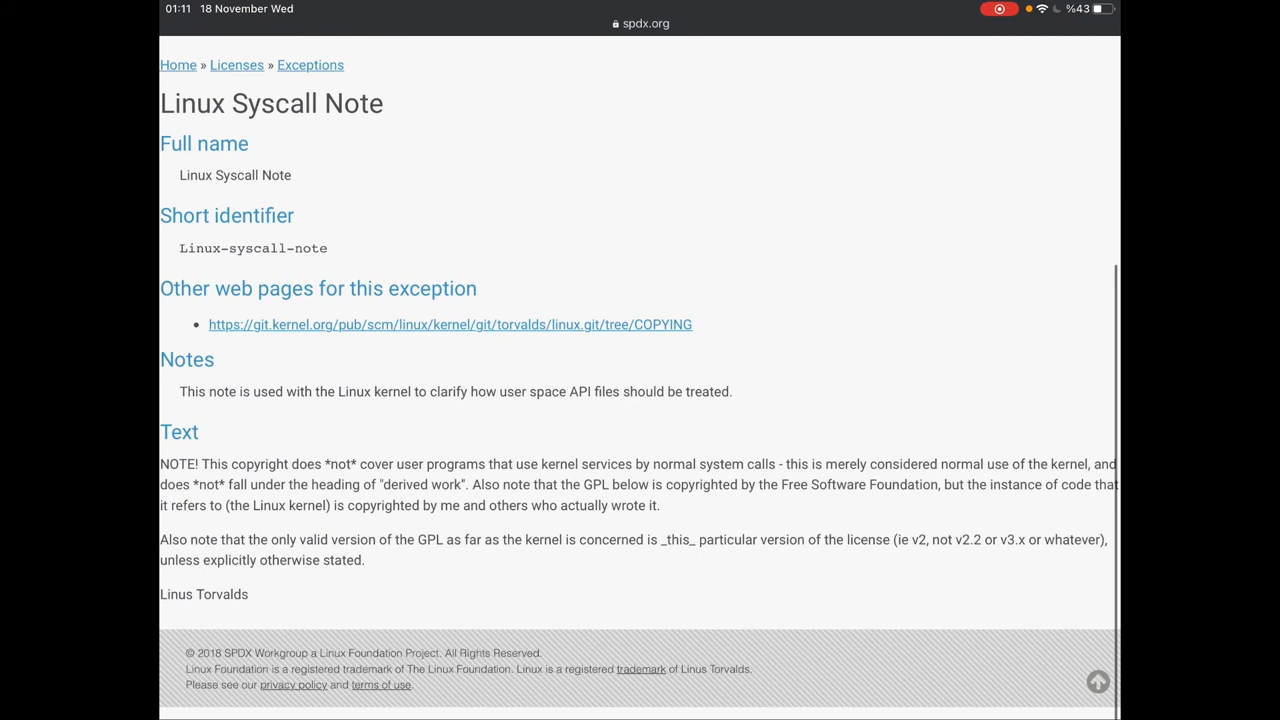 01:11 18 November Wed
%43
spdx.org
Home » Licenses » Exceptions
Linux Syscall Note
Full name
Linux Syscall Note
Short identifier
Linux-syscall-note
Other web pages for this exception
• https://git.kernel.org/pub/scm/linux/kernel/git/torvalds/linux.git/tree/COPYING
Notes
This note is used with the Linux kernel to clarify how user space API files should be treated.
Text
NOTE! This copyright does *not* cover user programs that use kernel services by normal system calls - this is merely considered normal use of the kernel, and
does *not* fall under the heading of "derived work". Also note that the GPL below is copyrighted by the Free Software Foundation, but the instance of code that
it refers to (the Linux kernel) is copyrighted by me and others who actually wrote it.
Also note that the only valid version of the GPL as far as the kernel is concerned is _this_ particular version of the license (ie v2, not v2.2 or v3.x or whatever),
unless explicitly otherwise stated.
Linus Torvalds
© 2018 SPDX Workgroup a Linux Foundation Project. All Rights Reserved.
Linux Foundation is a registered trademark of The Linux Foundation. Linux is a registered trademark of Linus Torvalds.
Please see our privacy policy and terms of use.